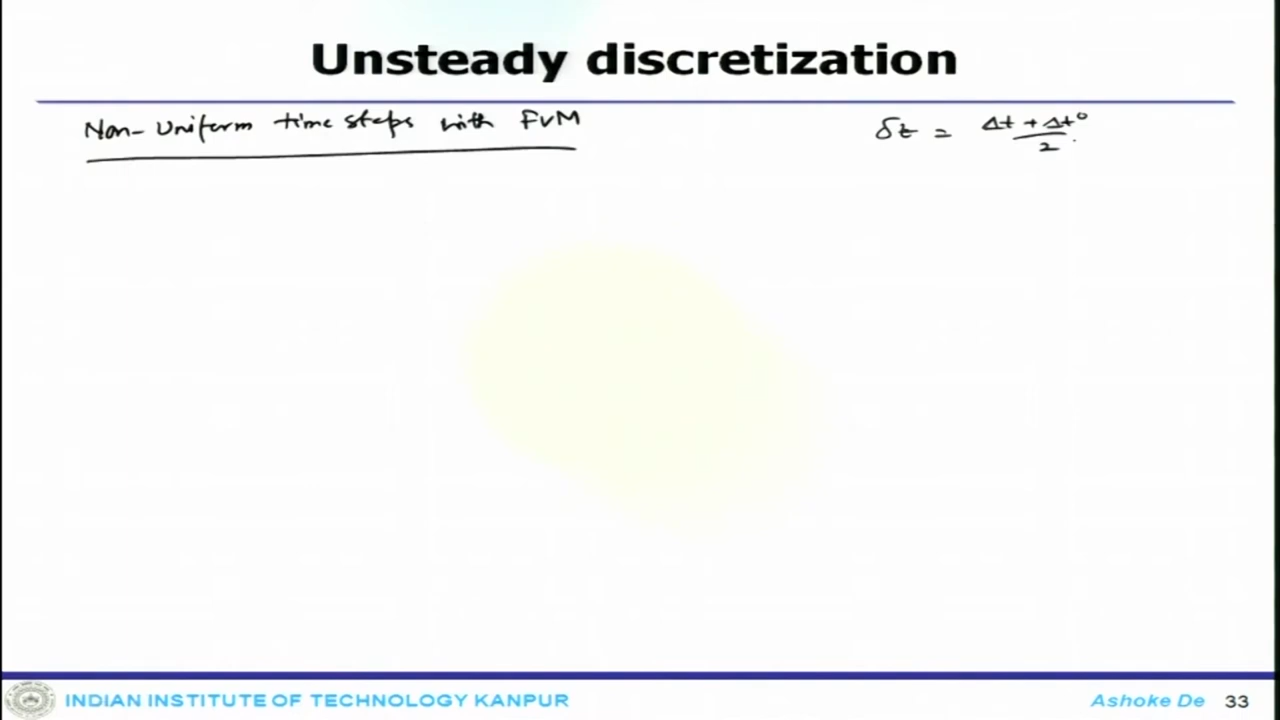 Unsteady discretization
Non-Uniform time steps with FVM
δt = Δt + Δt° / 2
INDIAN INSTITUTE OF TECHNOLOGY KANPUR
Ashoke De 33